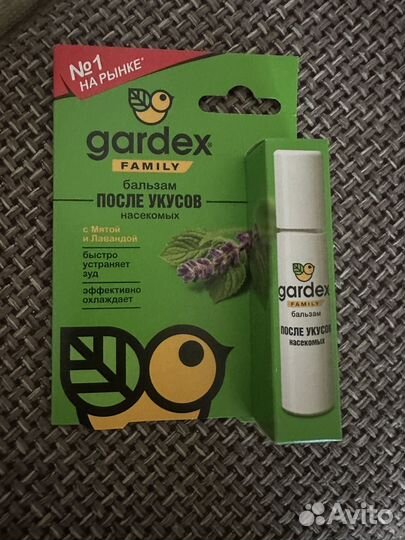 №1
НА РЫНКЕ*
gardex
FAMILY
бальзам
ПОСЛЕ УКУСОВ
насекомых
с Мятой
и Лавандой
быстро
устраняет
зуд
эффективно
охлаждает
gardex
FAMILY
бальзам
ПОСЛЕ УКУСОВ
насекомых
Avito